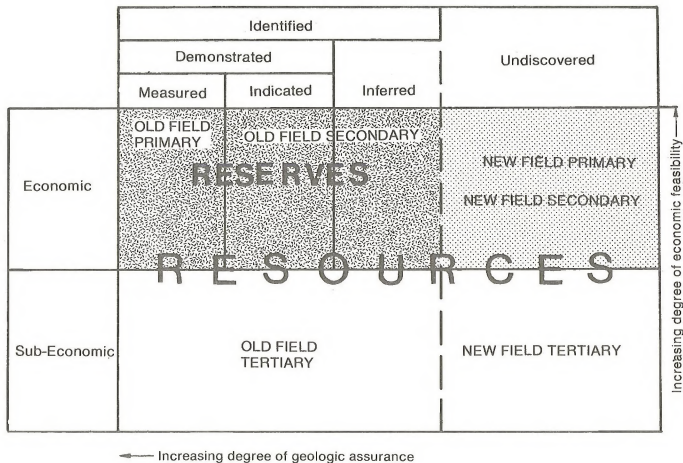 Identified
Demonstrated
Undiscovered
Measured
Indicated
Inferred
OLD FIELD
PRIMARY
OLD FIELD SECONDARY
RESERVES
Economic
NEW FIELD PRIMARY
NEW FIELD SECONDARY
RESOURCES
Sub-Economic
OLD FIELD
TERTIARY
NEW FIELD TERTIARY
Increasing degree of economic feasibility
Increasing degree of geologic assurance